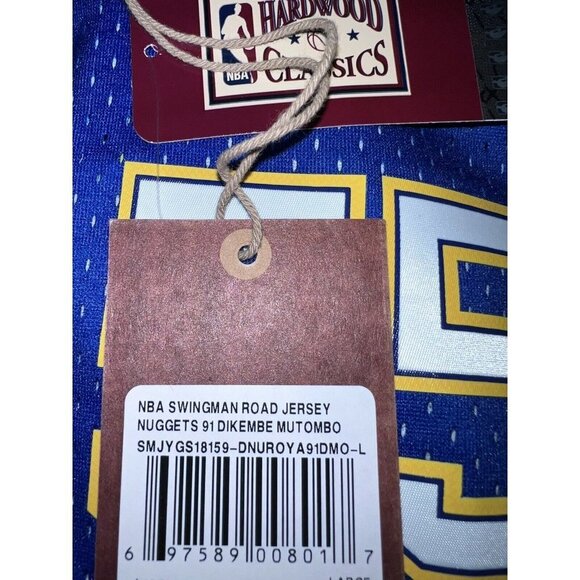 HARDWOOD
CLASSICS
NBA
NBA SWINGMAN ROAD JERSEY
NUGGETS 91 DIKEMBE MUTOMBO
SMJYGS18159-DNUROYA91DMO-L
6 97589 00801 7